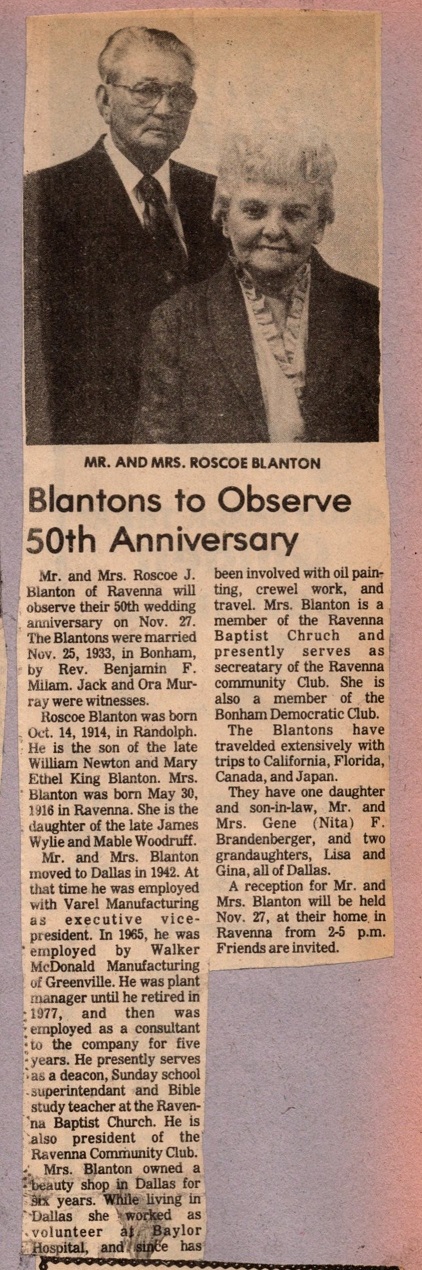 MR. AND MRS. ROSCOE BLANTON
Blantons to Observe
50th Anniversary
Mr. and Mrs. Roscoe J.
Blanton of Ravenna will
observe their 50th wedding
anniversary on Nov. 27.
The Blantons were married
Nov. 25, 1933, in Bonham,
by Rev. Benjamin F.
Milam. Jack and Ora Mur-
ray were witnesses.
Roscoe Blanton was born
Oct. 14, 1914, in Randolph.
He is the son of the late
William Newton and Mary
Ethel King Blanton. Mrs.
Blanton was born May 30,
1916 in Ravenna. She is the
daughter of the late James
Wylie and Mable Woodruff.
Mr. and Mrs. Blanton
moved to Dallas in 1942. At
that time he was employed
with Varel Manufacturing
as executive vice-
president. In 1965, he was
employed by Walker
McDonald Manufacturing
of Greenville. He was plant
manager until he retired in
1977, and then was
employed as a consultant
to the company for five
years. He presently serves
as a deacon, Sunday school
superintendant and Bible
study teacher at the Raven-
na Baptist Church. He is
also president of the
Ravenna Community Club.
Mrs. Blanton owned a
beauty shop in Dallas for
six years. While living in
Dallas she worked as
volunteer at Baylor
Hospital, and since has
been involved with oil pain-
ting, crewel work, and
travel. Mrs. Blanton is a
member of the Ravenna
Baptist Chruch and
presently serves as
secreatary of the Ravenna
community Club. She is
also a member of the
Bonham Democratic Club.
The Blantons have
travelded extensively with
trips to California, Florida,
Canada, and Japan.
They have one daughter
and son-in-law, Mr. and
Mrs. Gene (Nita) F.
Brandenberger, and two
grandaughters, Lisa and
Gina, all of Dallas.
A reception for Mr. and
Mrs. Blanton will be held
Nov. 27, at their home in
Ravenna from 2-5 p.m.
Friends are invited.